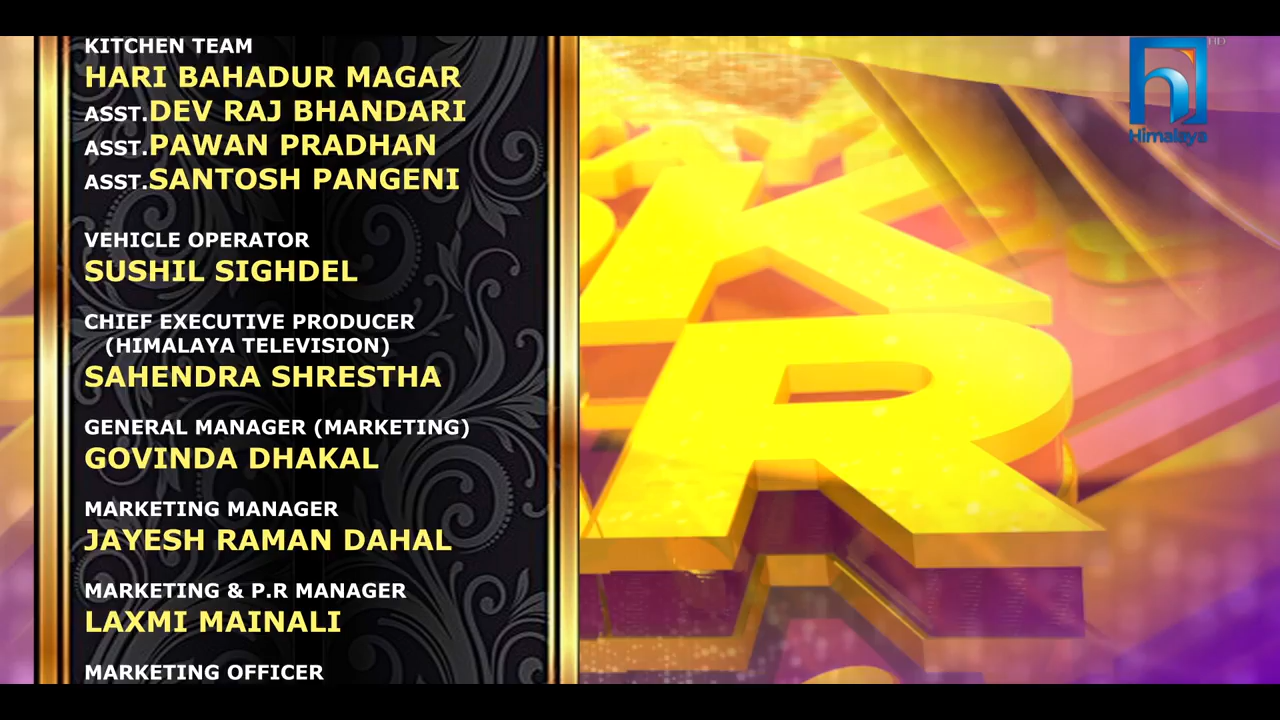 KITCHEN TEAM
HARI BAHADUR MAGAR
ASST.DEV RAJ BHANDARI
ASST.PAWAN PRADHAN
ASST.SANTOSH PANGENI
VEHICLE OPERATOR
SUSHIL SIGHDEL
CHIEF EXECUTIVE PRODUCER
(HIMALAYA TELEVISION)
SAHENDRA SHRESTHA
GENERAL MANAGER (MARKETING)
GOVINDA DHAKAL
MARKETING MANAGER
JAYESH RAMAN DAHAL
MARKETING & P.R MANAGER
LAXMI MAINALI
MARKETING OFFICER
HD
Himalaya
K
R